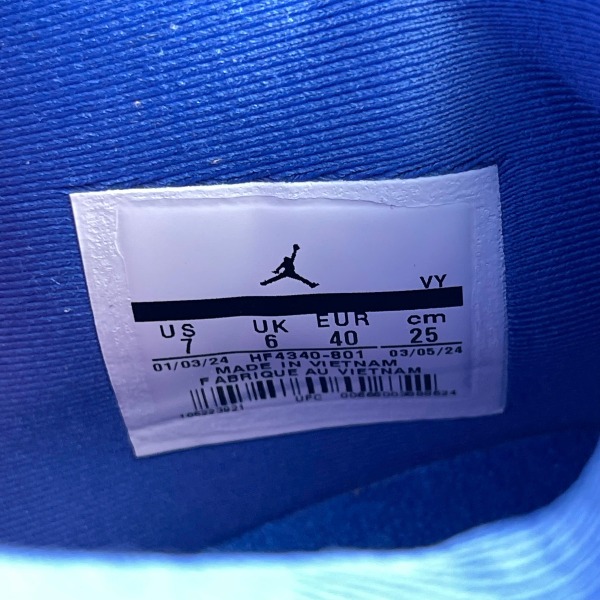 VY
US UK EUR cm
7 6 40 25
01/03/24 HF4340-801 03/05/24
MADE IN VIETNAM
FABRIQUE AU VIETNAM
106223921 UPC